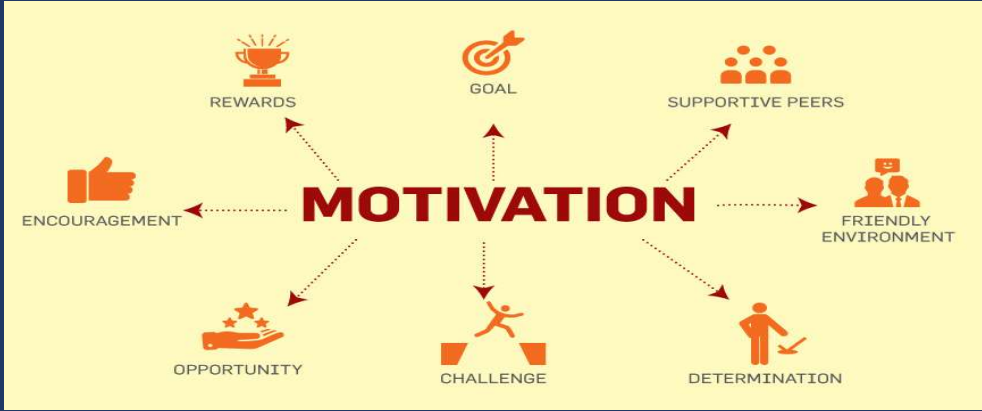 REWARDS
GOAL
SUPPORTIVE PEERS
ENCOURAGEMENT
MOTIVATION
FRIENDLY
ENVIRONMENT
OPPORTUNITY
CHALLENGE
DETERMINATION